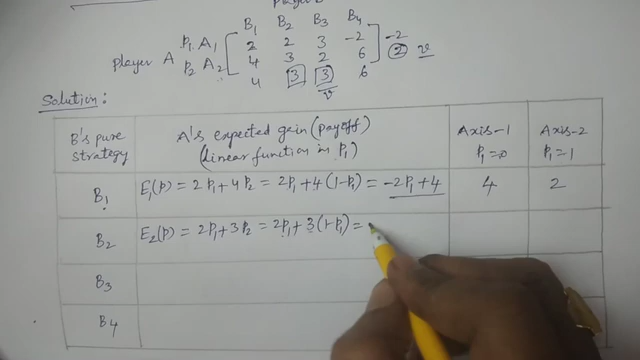 B1 B2 B3 B4
Player A P1 A1 [ 2 2 3 -2 ] -2
P2 A2 [ 4 3 2 6 ] 2 v
4 3 3 6
v
Solution :
B's pure strategy
A's expected gain (payoff)
(linear function in P1)
Axis-1 P1=0
Axis-2 P1=1
B1 E1(P) = 2P1+4P2 = 2P1+4(1-P1) = -2P1+4 4 2
B2 E2(P) = 2P1+3P2 = 2P1+3(1-P1) =
B3
B4